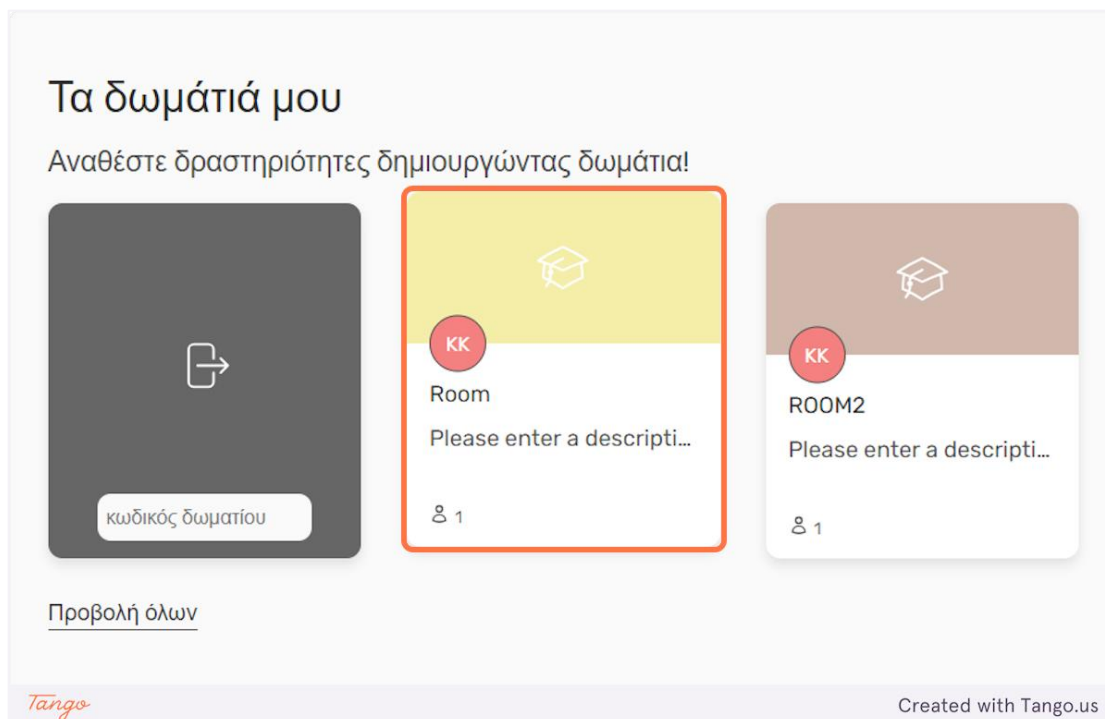 Τα δωμάτιά μου
Αναθέστε δραστηριότητες δημιουργώντας δωμάτια!
κωδικός δωματίου
KK
Room
Please enter a descripti...
1
KK
ROOM2
Please enter a descripti...
1
Προβολή όλων
Tango
Created with Tango.us